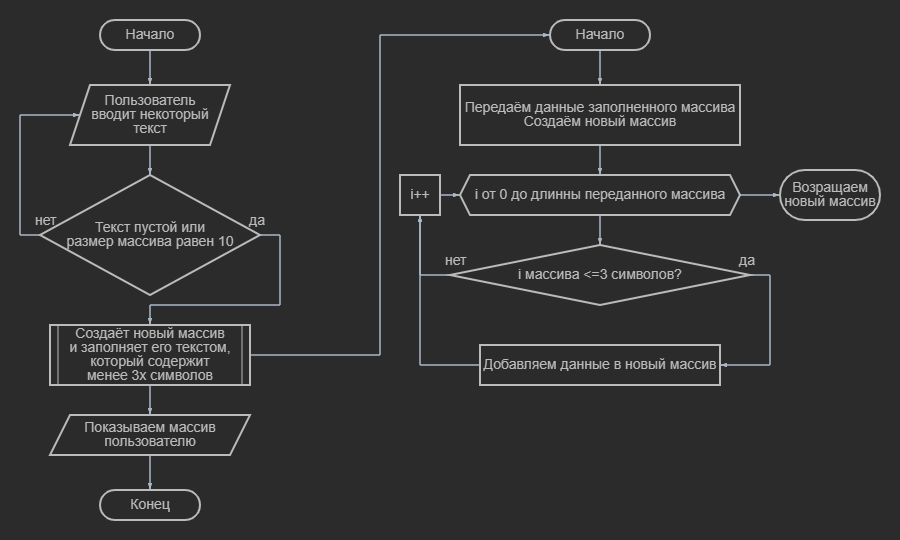 Начало
Пользователь
вводит некоторый
текст
нет
да
Текст пустой или
размер массива равен 10
Создаёт новый массив
и заполняет его текстом,
который содержит
менее 3х символов
Показываем массив
пользователю
Конец
Начало
Передаём данные заполненного массива
Создаём новый массив
i++
i от 0 до длинны переданного массива
Возращаем
новый массив
нет
да
i массива <=3 символов?
Добавляем данные в новый массив